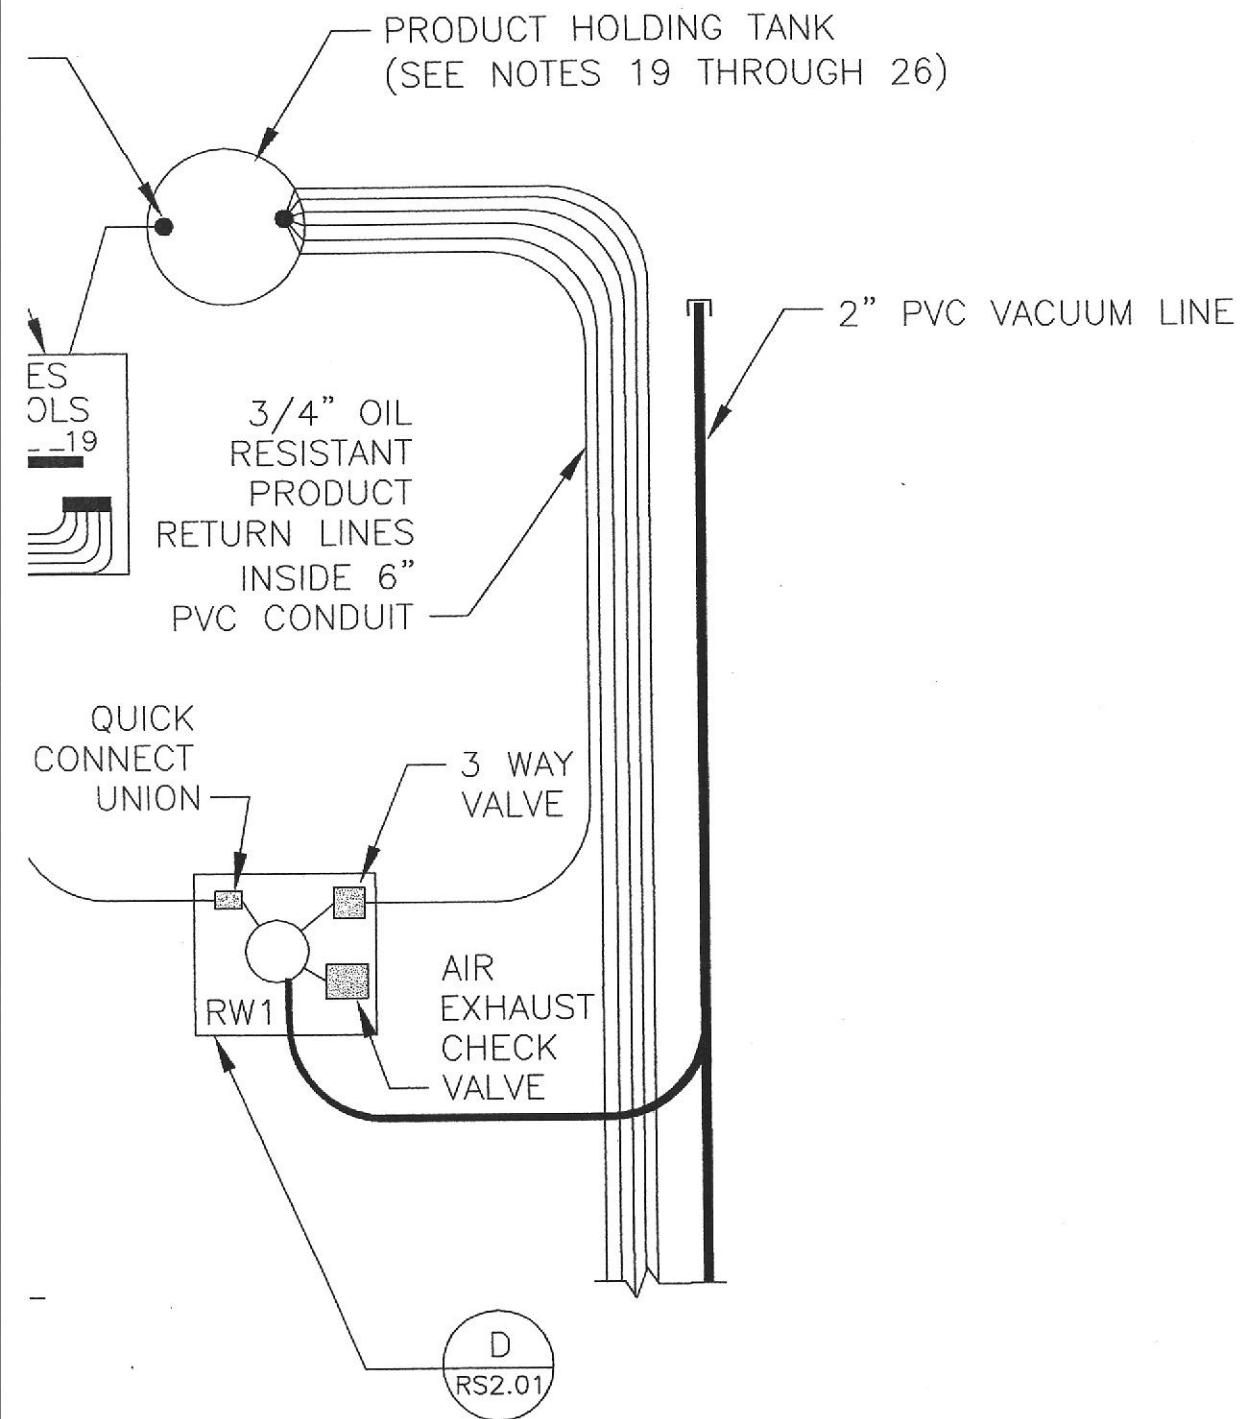 PRODUCT HOLDING TANK
(SEE NOTES 19 THROUGH 26)
2" PVC VACUUM LINE
ES
OLS
19
3/4" OIL
RESISTANT
PRODUCT
RETURN LINES
INSIDE 6"
PVC CONDUIT
QUICK
CONNECT
UNION
3 WAY
VALVE
AIR
EXHAUST
CHECK
VALVE
RW1
D
RS2.01